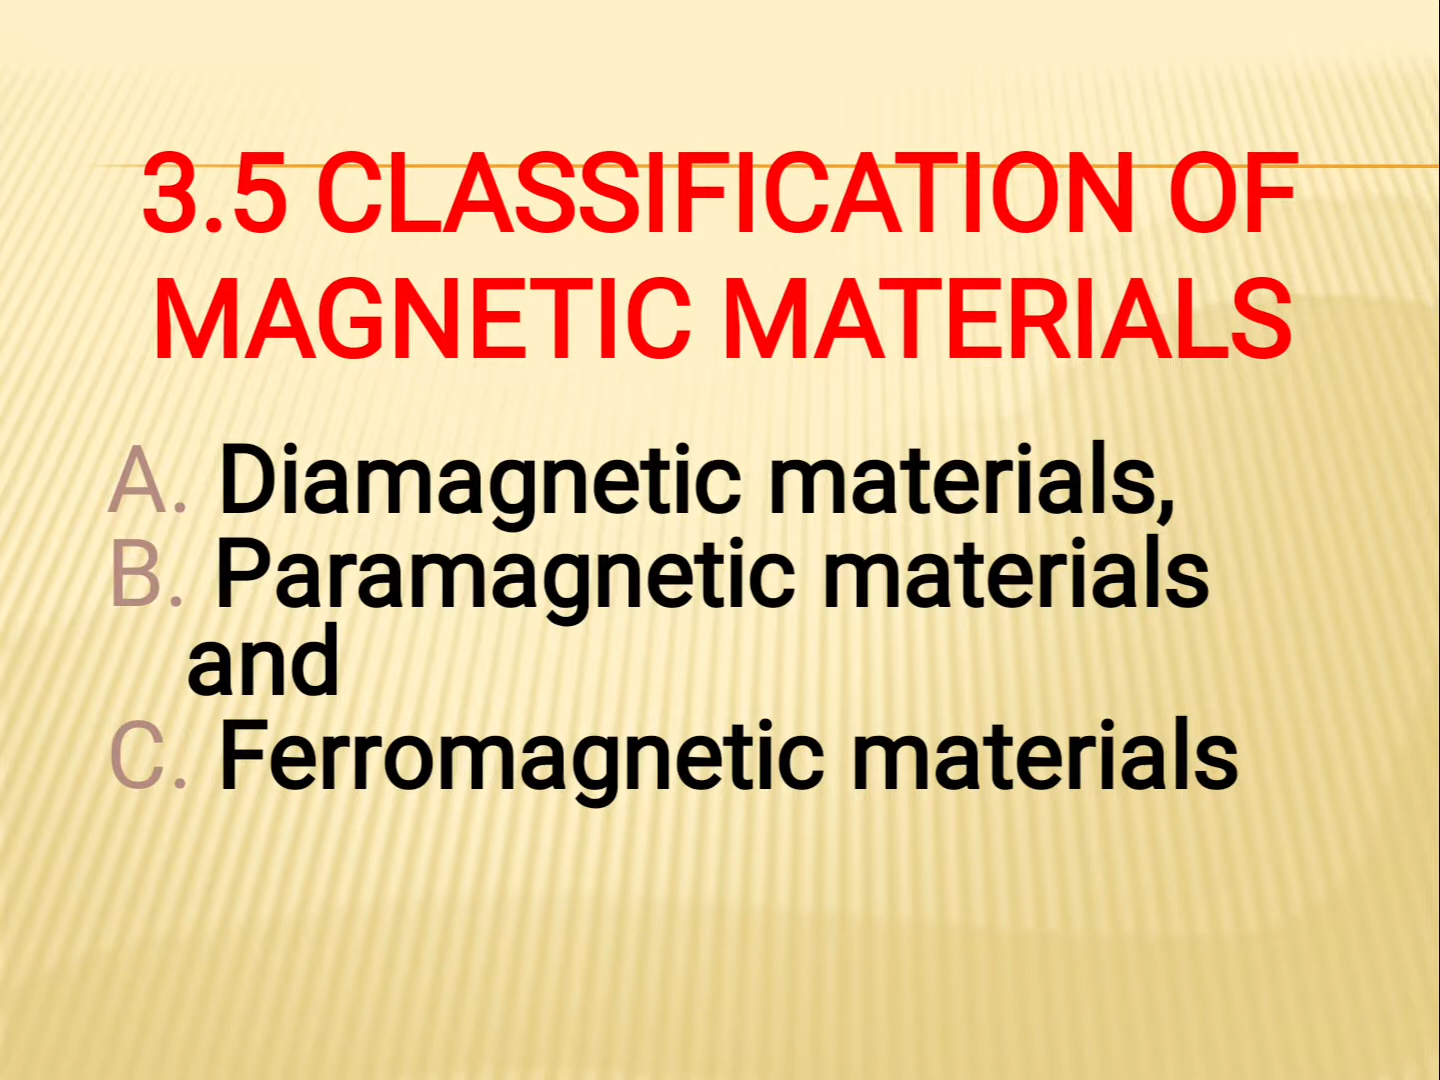 3.5 CLASSIFICATION OF
MAGNETIC MATERIALS
A. Diamagnetic materials,
B. Paramagnetic materials
and
C. Ferromagnetic materials